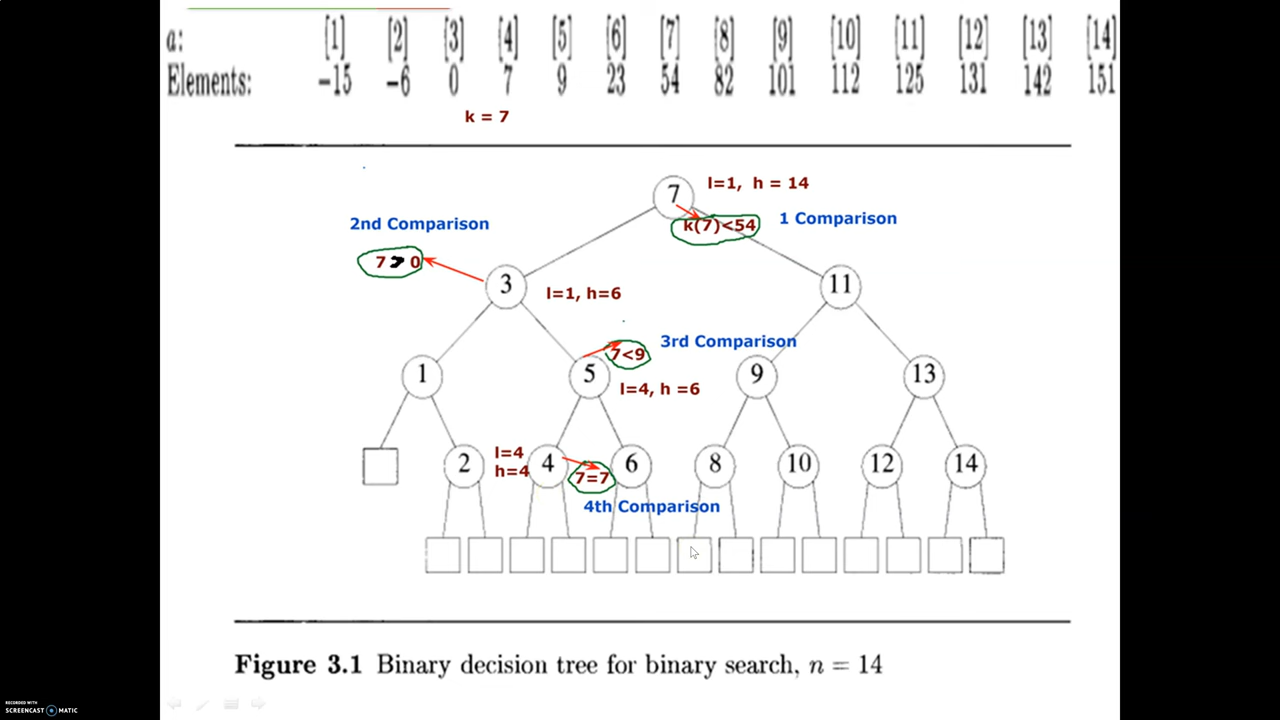 a: [1] [2] [3] [4] [5] [6] [7] [8] [9] [10] [11] [12] [13] [14]
Elements: −15 −6 0 7 9 23 54 82 101 112 125 131 142 151
k = 7
7 l=1, h = 14
k(7)<54
1 Comparison
2nd Comparison
7 > 0
3 l=1, h=6
11
7<9
3rd Comparison
1
5
9
13
l=4, h =6
2
l=4
h=4
4
6
8
10
12
14
7=7
4th Comparison
Figure 3.1 Binary decision tree for binary search, n = 14
RECORDED WITH
SCREENCAST MATIC